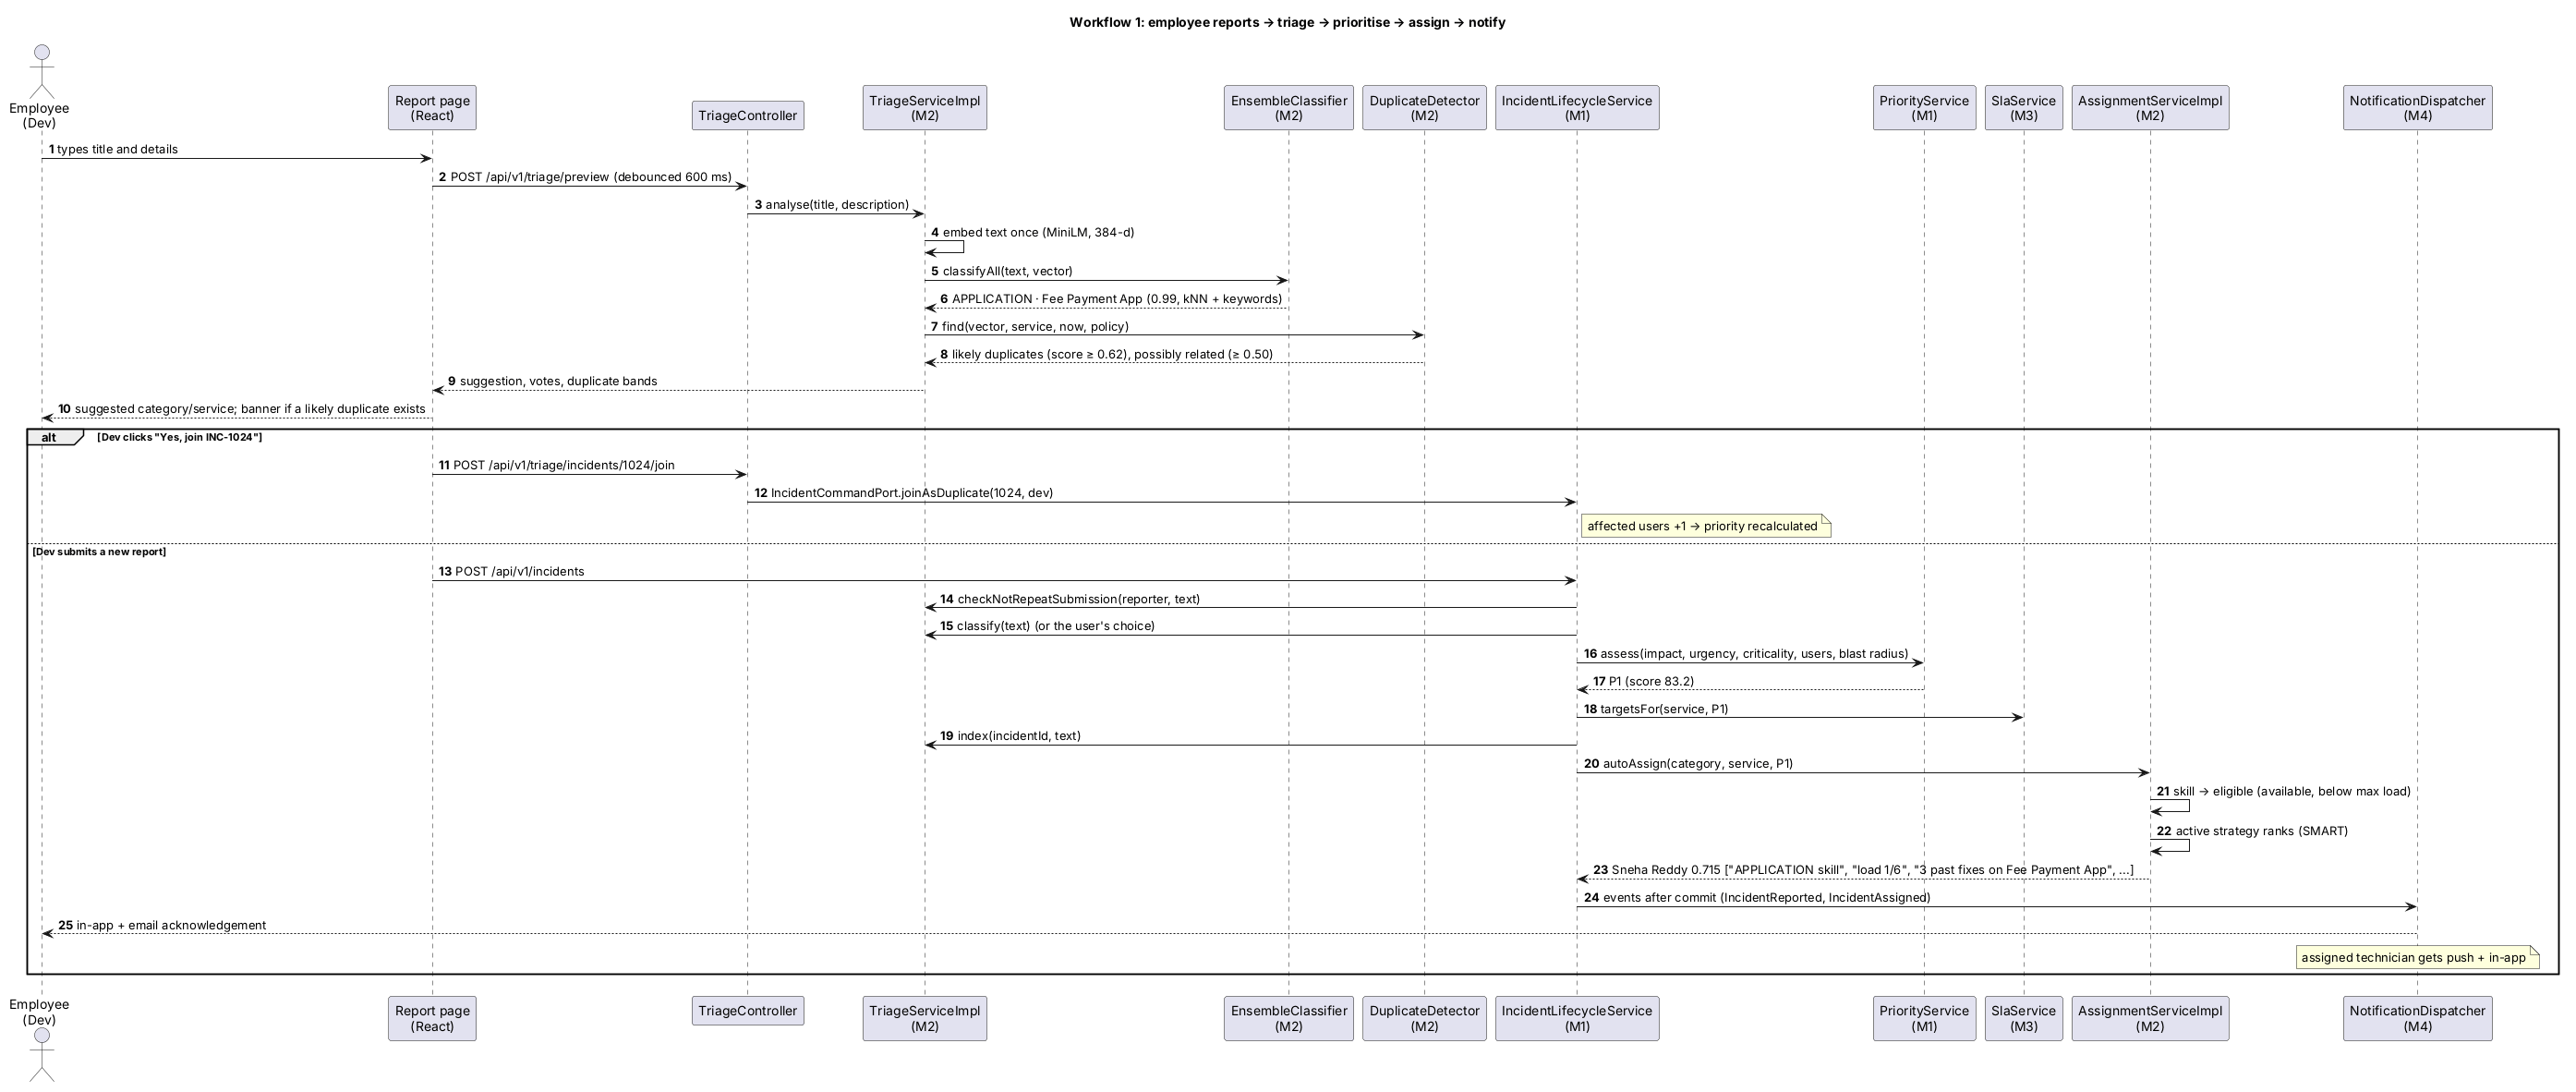 Workflow 1: employee reports → triage → prioritise → assign → notify
Employee
(Dev)
Report page
(React)
TriageController
TriageServiceImpl
(M2)
EnsembleClassifier
(M2)
DuplicateDetector
(M2)
IncidentLifecycleService
(M1)
PriorityService
(M1)
SlaService
(M3)
AssignmentServiceImpl
(M2)
NotificationDispatcher
(M4)
1 types title and details
2 POST /api/v1/triage/preview (debounced 600 ms)
3 analyse(title, description)
4 embed text once (MiniLM, 384-d)
5 classifyAll(text, vector)
6 APPLICATION · Fee Payment App (0.99, kNN + keywords)
7 find(vector, service, now, policy)
8 likely duplicates (score ≥ 0.62), possibly related (≥ 0.50)
9 suggestion, votes, duplicate bands
10 suggested category/service; banner if a likely duplicate exists
alt [Dev clicks "Yes, join INC-1024"]
11 POST /api/v1/triage/incidents/1024/join
12 IncidentCommandPort.joinAsDuplicate(1024, dev)
affected users +1 → priority recalculated
[Dev submits a new report]
13 POST /api/v1/incidents
14 checkNotRepeatSubmission(reporter, text)
15 classify(text) (or the user's choice)
16 assess(impact, urgency, criticality, users, blast radius)
17 P1 (score 83.2)
18 targetsFor(service, P1)
19 index(incidentId, text)
20 autoAssign(category, service, P1)
21 skill → eligible (available, below max load)
22 active strategy ranks (SMART)
23 Sneha Reddy 0.715 ["APPLICATION skill", "load 1/6", "3 past fixes on Fee Payment App", ...]
24 events after commit (IncidentReported, IncidentAssigned)
25 in-app + email acknowledgement
assigned technician gets push + in-app
Employee
(Dev)
Report page
(React)
TriageController
TriageServiceImpl
(M2)
EnsembleClassifier
(M2)
DuplicateDetector
(M2)
IncidentLifecycleService
(M1)
PriorityService
(M1)
SlaService
(M3)
AssignmentServiceImpl
(M2)
NotificationDispatcher
(M4)